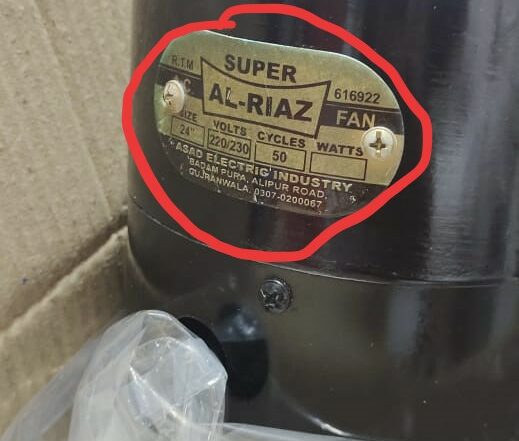 R.T.M
SUPER
616922
AC
AL-RIAZ
FAN
SIZE VOLTS CYCLES WATTS
24" 220/230 50
ASAD ELECTRIC INDUSTRY
BADAM PURA, ALIPUR ROAD,
GUJRANWALA. 0307-0200067